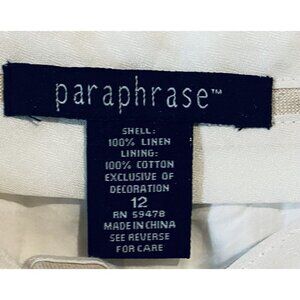 paraphrase™
SHELL:
100% LINEN
LINING:
100% COTTON
EXCLUSIVE OF
DECORATION
12
RN 59478
MADE IN CHINA
SEE REVERSE
FOR CARE